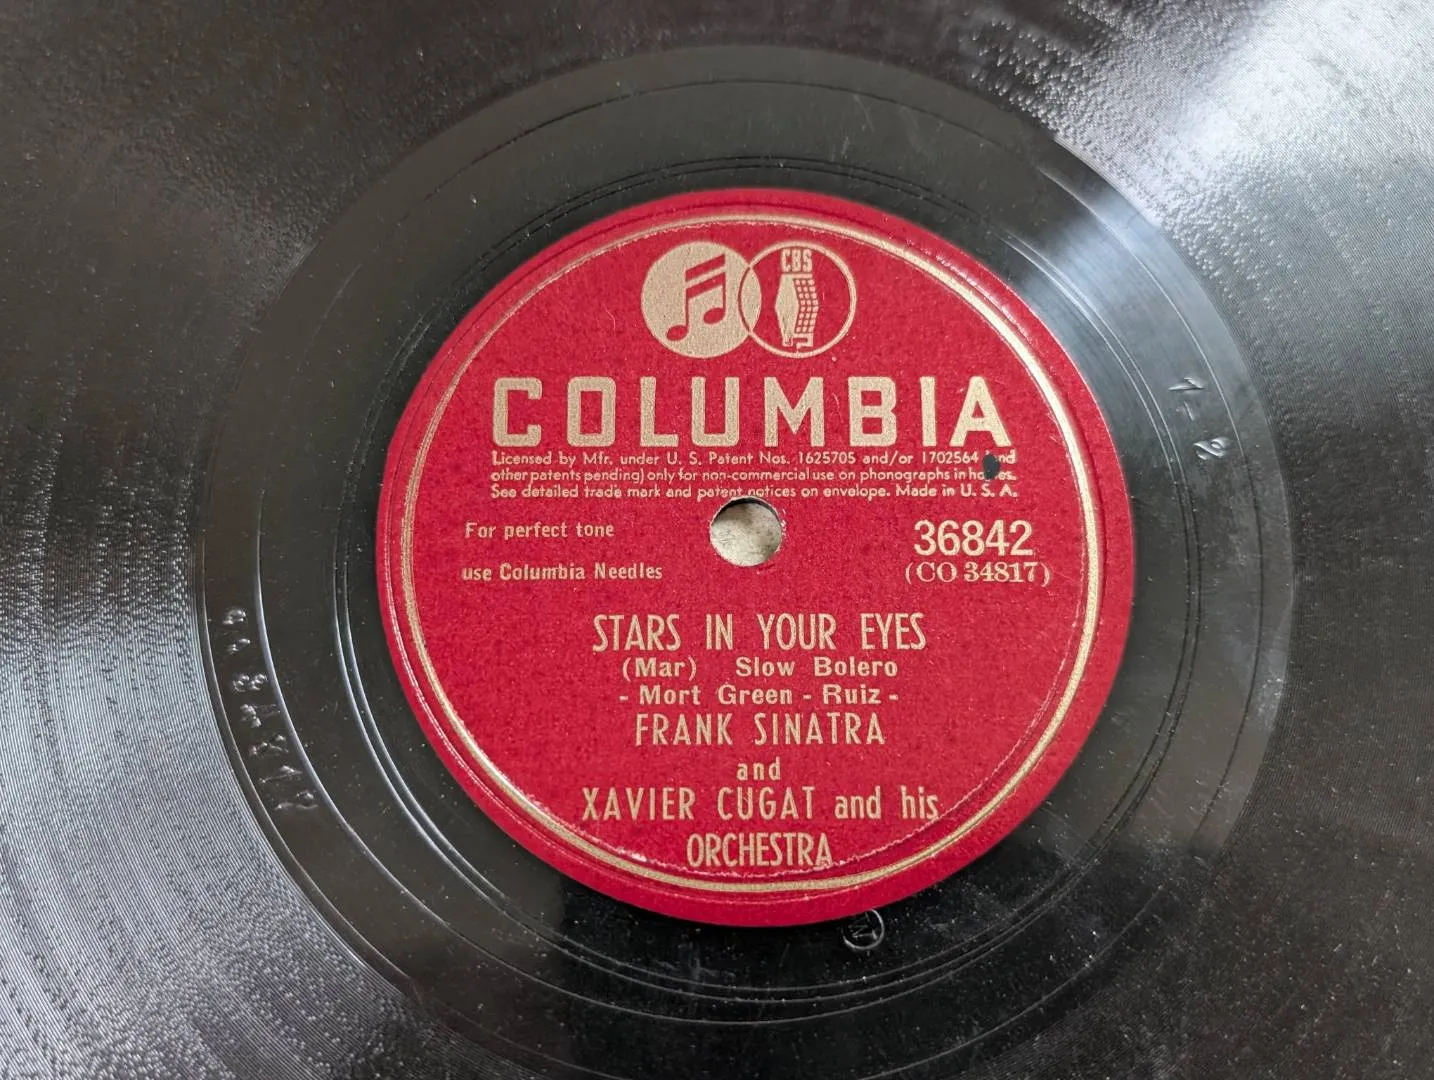 CBS
COLUMBIA
Licensed by Mfr. under U. S. Patent Nos. 1625705 and/or 1702564
other patents pending) only for non-commercial use on phonographs in
See detailed trade mark and patent notices on envelope. Made in U. S. A.
For perfect tone
36842
use Columbia Needles
(CO 34817)
STARS IN YOUR EYES
(Mar) Slow Bolero
- Mort Green - Ruiz -
FRANK SINATRA
and
XAVIER CUGAT and his
ORCHESTRA
1-2